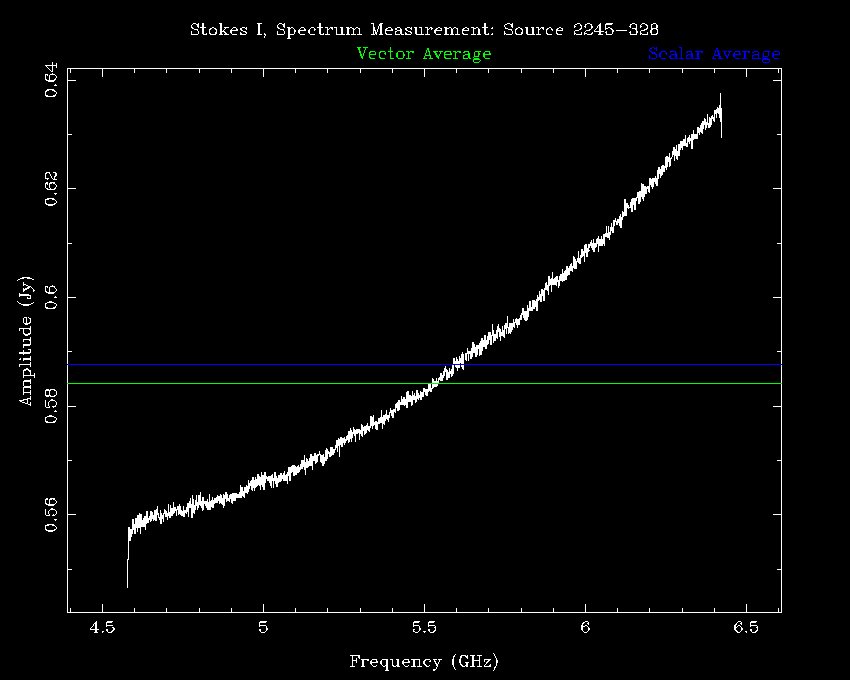 Stokes I, Spectrum Measurement: Source 2245−328
Vector Average
Scalar Average
0.64
0.62
0.6
0.58
0.56
Amplitude (Jy)
4.5 5 5.5 6 6.5
Frequency (GHz)